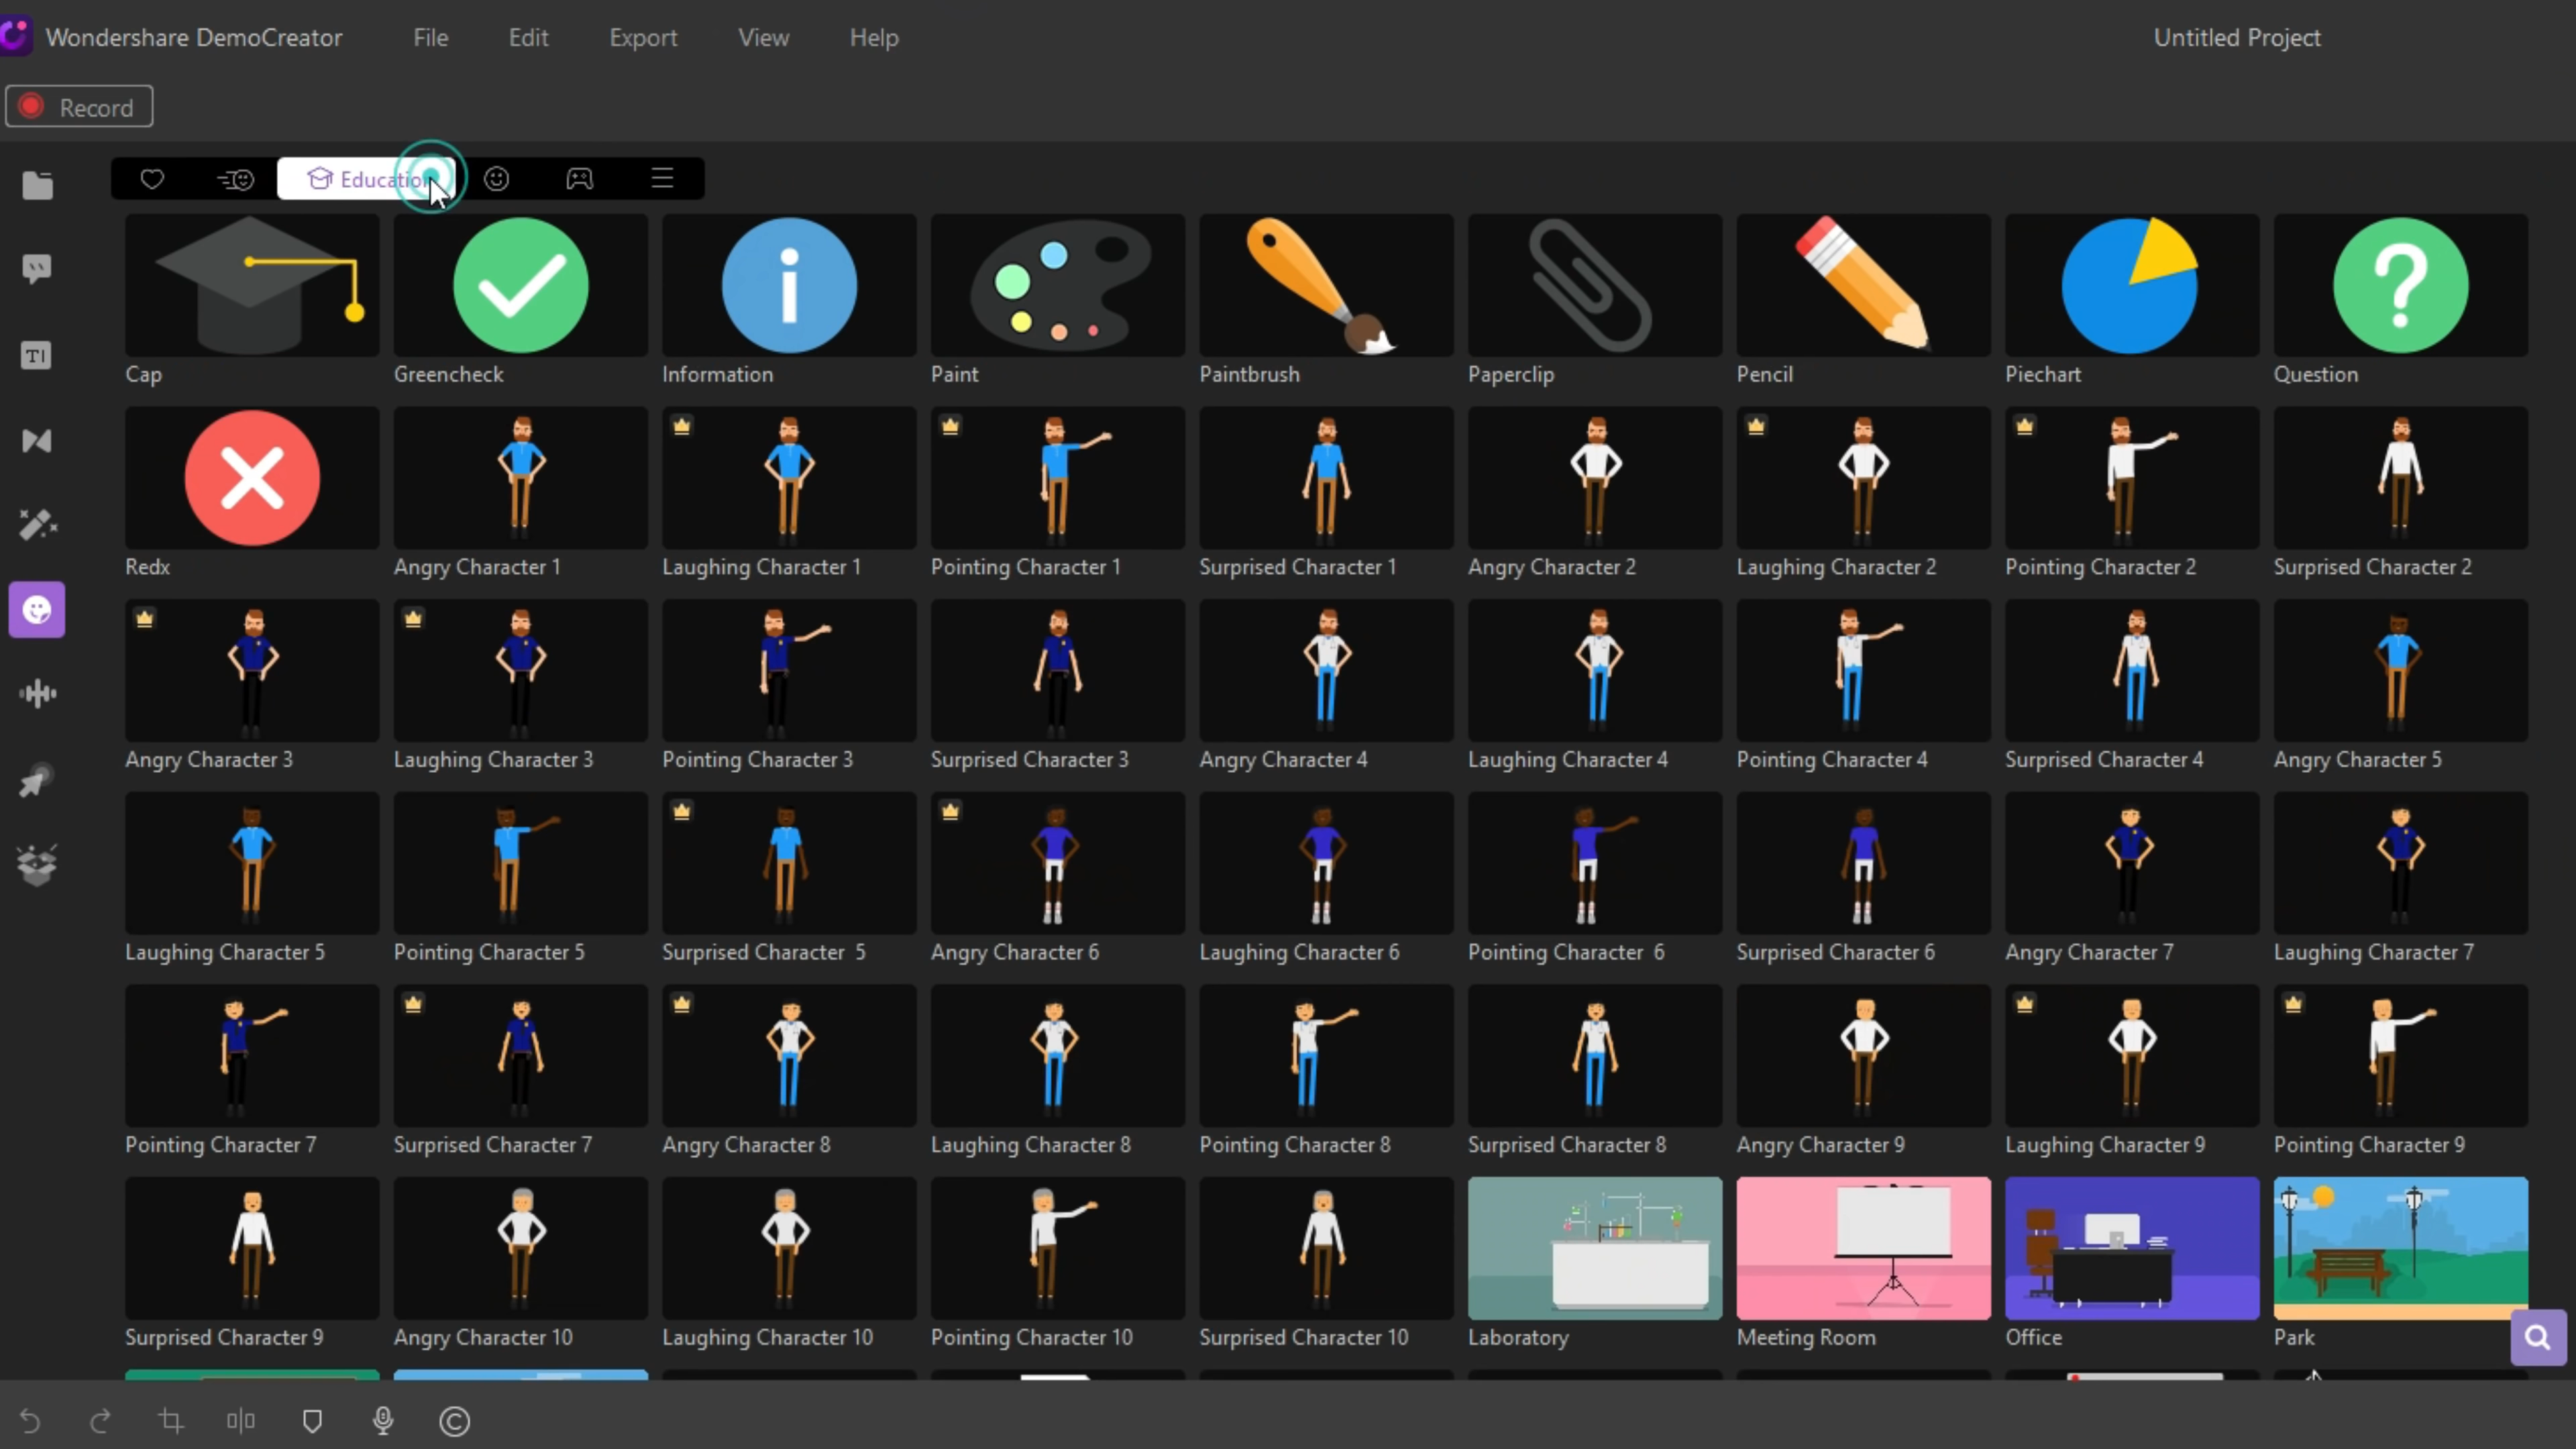 Wondershare DemoCreator File Edit Export View Help Untitled Project
Record
Education
Cap Greencheck Information Paint Paintbrush Paperclip Pencil Piechart Question
Redx Angry Character 1 Laughing Character 1 Pointing Character 1 Surprised Character 1 Angry Character 2 Laughing Character 2 Pointing Character 2 Surprised Character 2
Angry Character 3 Laughing Character 3 Pointing Character 3 Surprised Character 3 Angry Character 4 Laughing Character 4 Pointing Character 4 Surprised Character 4 Angry Character 5
Laughing Character 5 Pointing Character 5 Surprised Character 5 Angry Character 6 Laughing Character 6 Pointing Character 6 Surprised Character 6 Angry Character 7 Laughing Character 7
Pointing Character 7 Surprised Character 7 Angry Character 8 Laughing Character 8 Pointing Character 8 Surprised Character 8 Angry Character 9 Laughing Character 9 Pointing Character 9
Surprised Character 9 Angry Character 10 Laughing Character 10 Pointing Character 10 Surprised Character 10 Laboratory Meeting Room Office Park